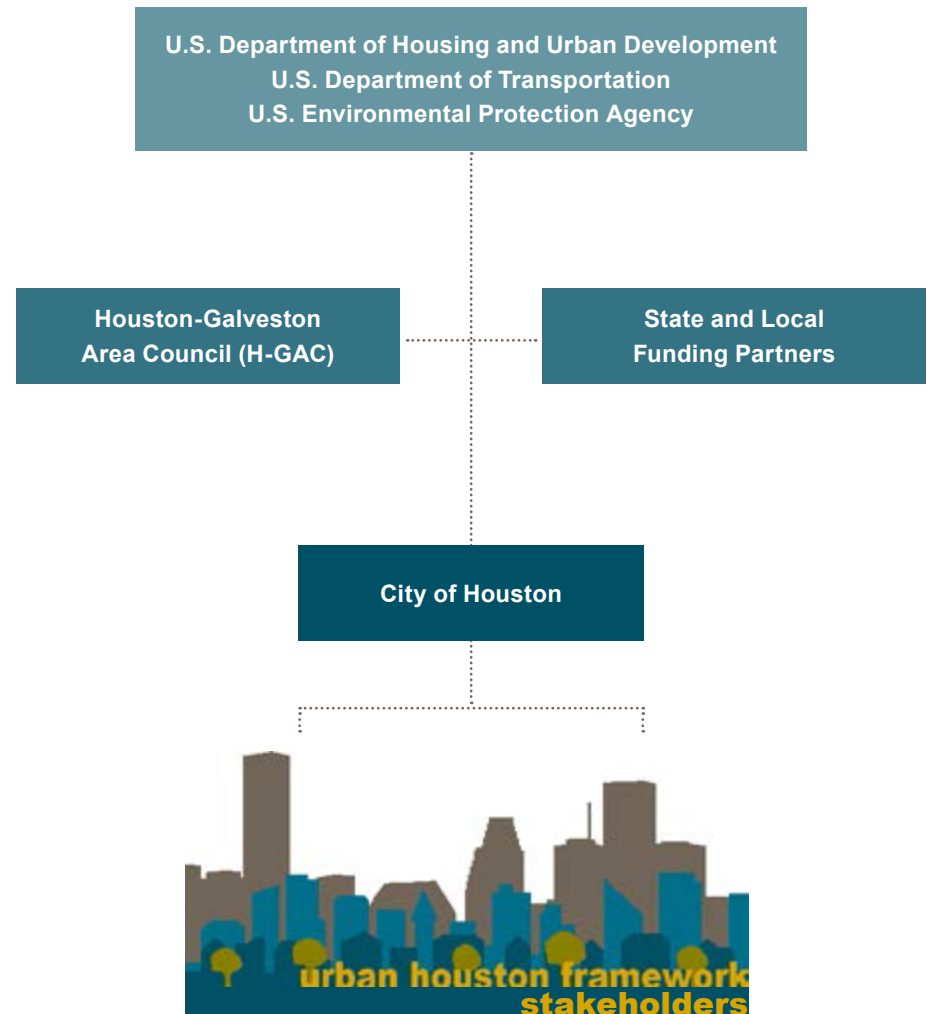 U.S. Department of Housing and Urban Development
U.S. Department of Transportation
U.S. Environmental Protection Agency
Houston-Galveston
Area Council (H-GAC)
State and Local
Funding Partners
City of Houston
urban houston framework
stakeholders